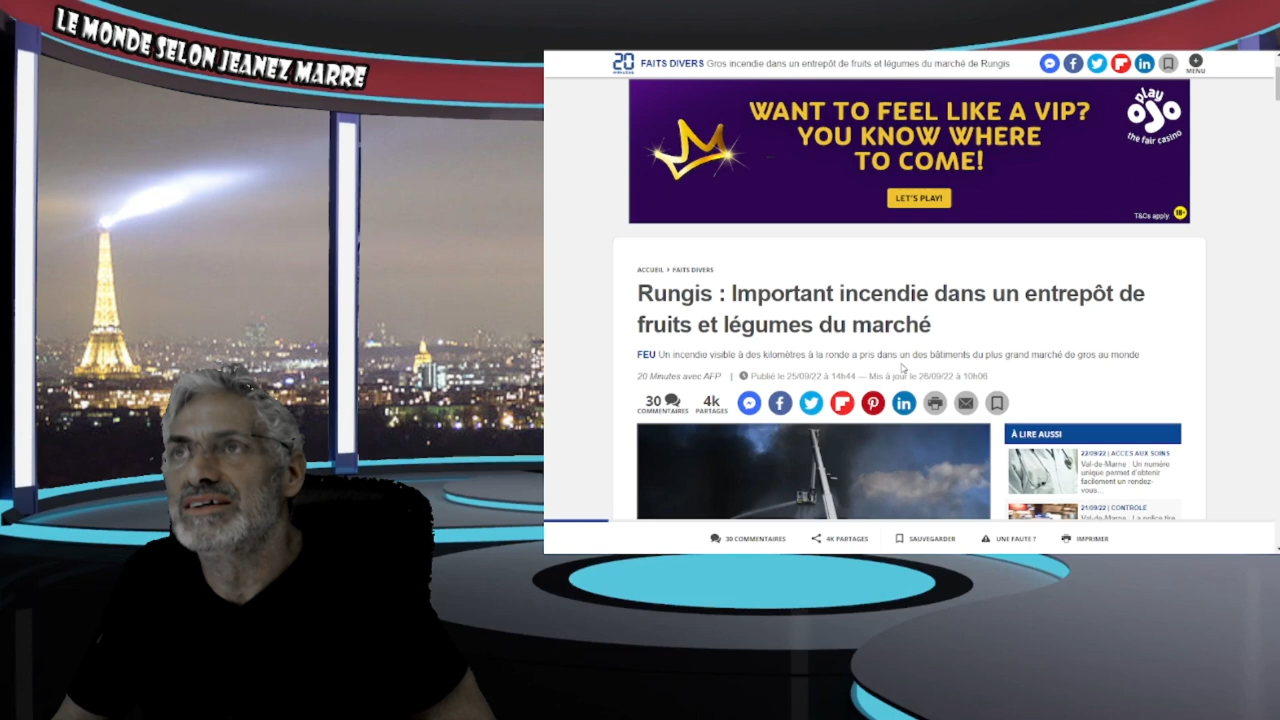 LE MONDE SELON JEANEZ MARRE
20
MINUTES
FAITS DIVERS Gros incendie dans un entrepôt de fruits et légumes du marché de Rungis
MENU
WANT TO FEEL LIKE A VIP?
YOU KNOW WHERE
TO COME!
LET'S PLAY!
play
OJO
the fair casino
T&Cs apply
18+
ACCUEIL > FAITS DIVERS
Rungis : Important incendie dans un entrepôt de
fruits et légumes du marché
FEU Un incendie visible à des kilomètres à la ronde a pris dans un des bâtiments du plus grand marché de gros au monde
20 Minutes avec AFP | Publié le 25/09/22 à 14h44 — Mis à jour le 26/09/22 à 10h06
30
COMMENTAIRES
4k
PARTAGES
À LIRE AUSSI
22/09/22 | ACCES AUX SOINS
Val-de-Marne : Un numéro
unique permet d'obtenir
facilement un rendez-
vous...
21/09/22 | CONTROLE
Val-de-Marne : La police tire
30 COMMENTAIRES
4K PARTAGES
SAUVEGARDER
UNE FAUTE ?
IMPRIMER